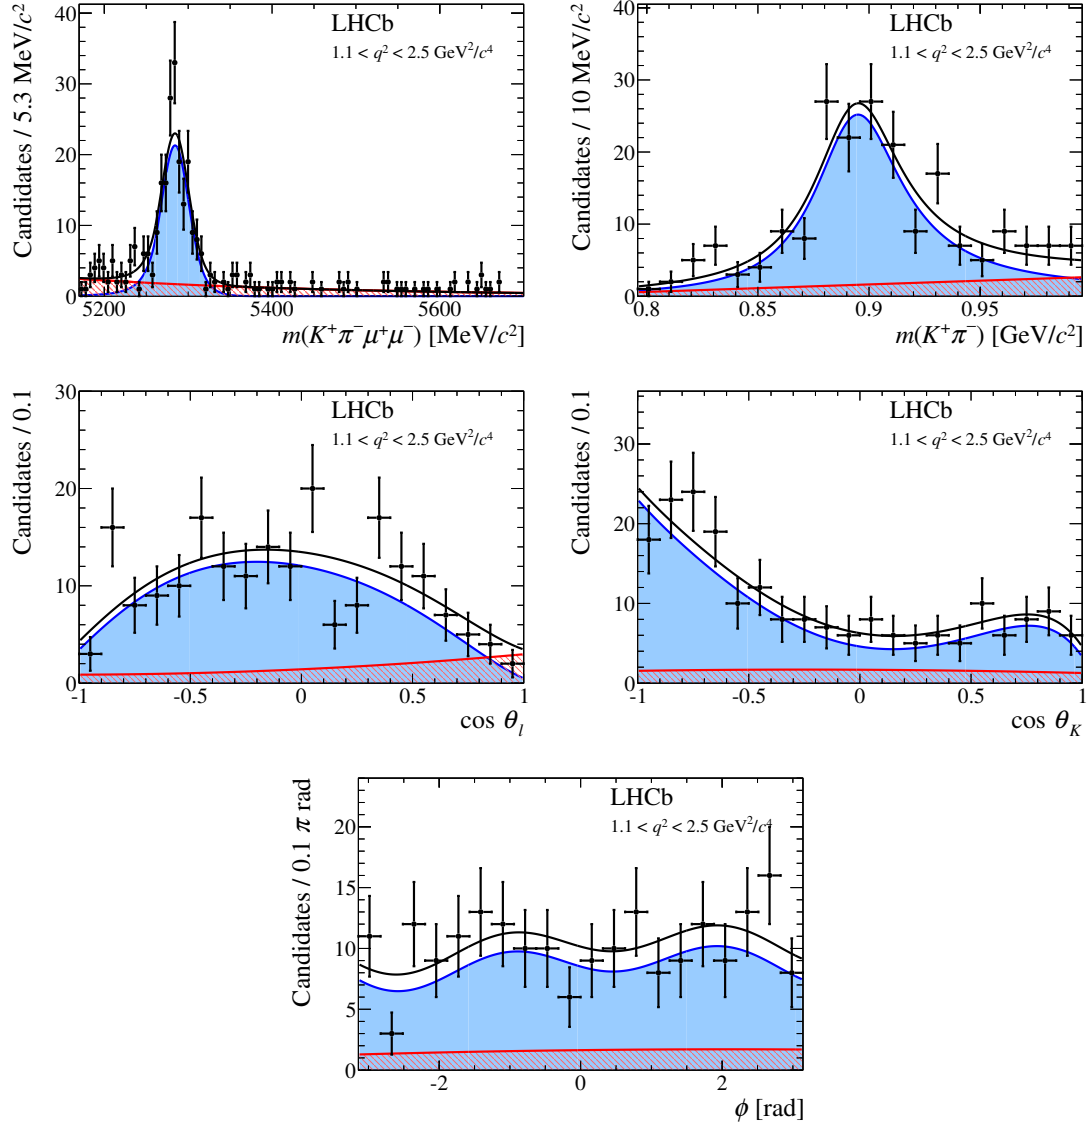 Candidates / 5.3 MeV/c²
40
30
20
10
0
LHCb
1.1 < q² < 2.5 GeV²/c⁴
5200 5400 5600
m(K⁺π⁻μ⁺μ⁻) [MeV/c²]
Candidates / 10 MeV/c²
40
30
20
10
0
LHCb
1.1 < q² < 2.5 GeV²/c⁴
0.8 0.85 0.9 0.95
m(K⁺π⁻) [GeV/c²]
Candidates / 0.1
30
20
10
0
LHCb
1.1 < q² < 2.5 GeV²/c⁴
-1 -0.5 0 0.5 1
cos θ_l
Candidates / 0.1
30
20
10
0
LHCb
1.1 < q² < 2.5 GeV²/c⁴
-1 -0.5 0 0.5 1
cos θ_K
Candidates / 0.1 π rad
20
15
10
5
0
LHCb
1.1 < q² < 2.5 GeV²/c⁴
-2 0 2
ϕ [rad]